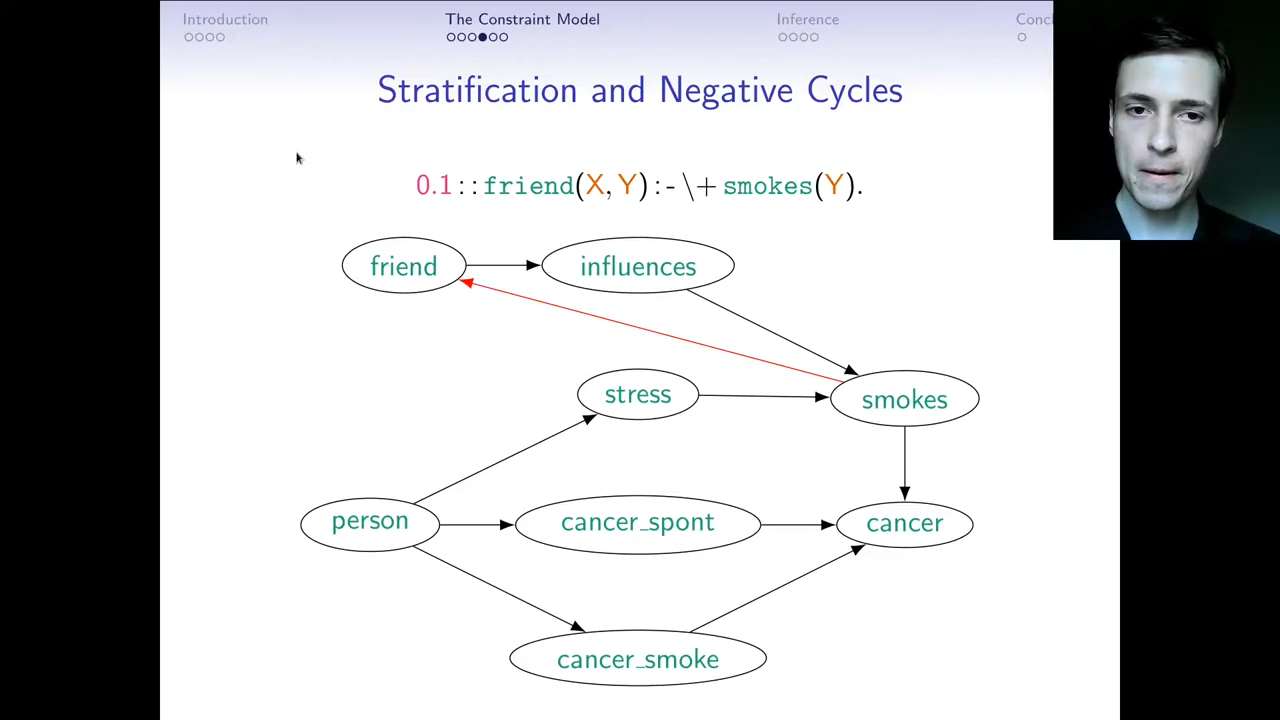 Introduction
The Constraint Model
Inference
Stratification and Negative Cycles
0.1::friend(X, Y):-\+smokes(Y).
friend
influences
stress
smokes
person
cancer_spont
cancer
cancer_smoke